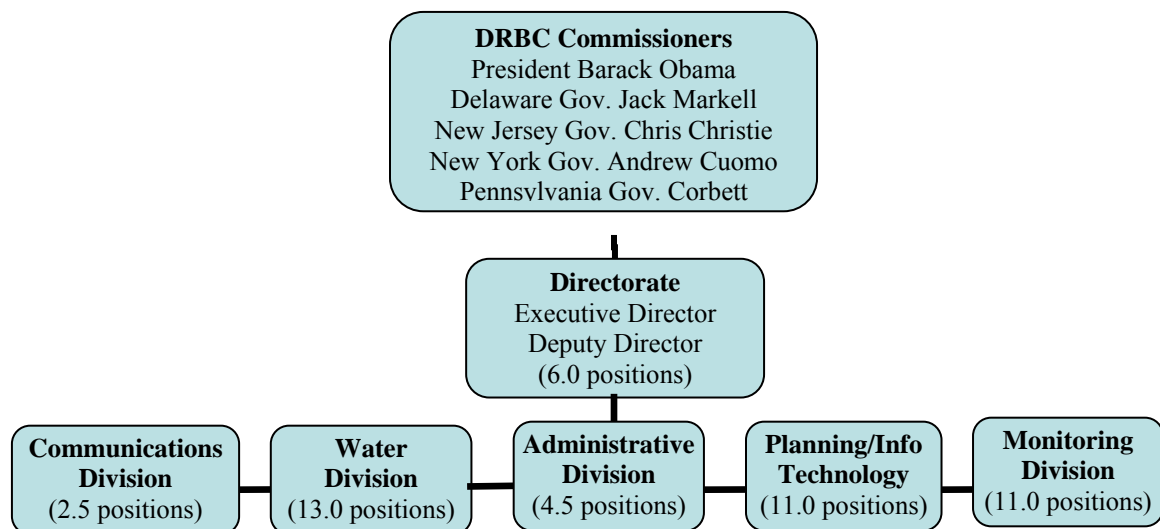 DRBC Commissioners
President Barack Obama
Delaware Gov. Jack Markell
New Jersey Gov. Chris Christie
New York Gov. Andrew Cuomo
Pennsylvania Gov. Corbett
Directorate
Executive Director
Deputy Director
(6.0 positions)
Communications
Division
(2.5 positions)
Water
Division
(13.0 positions)
Administrative
Division
(4.5 positions)
Planning/Info
Technology
(11.0 positions)
Monitoring
Division
(11.0 positions)